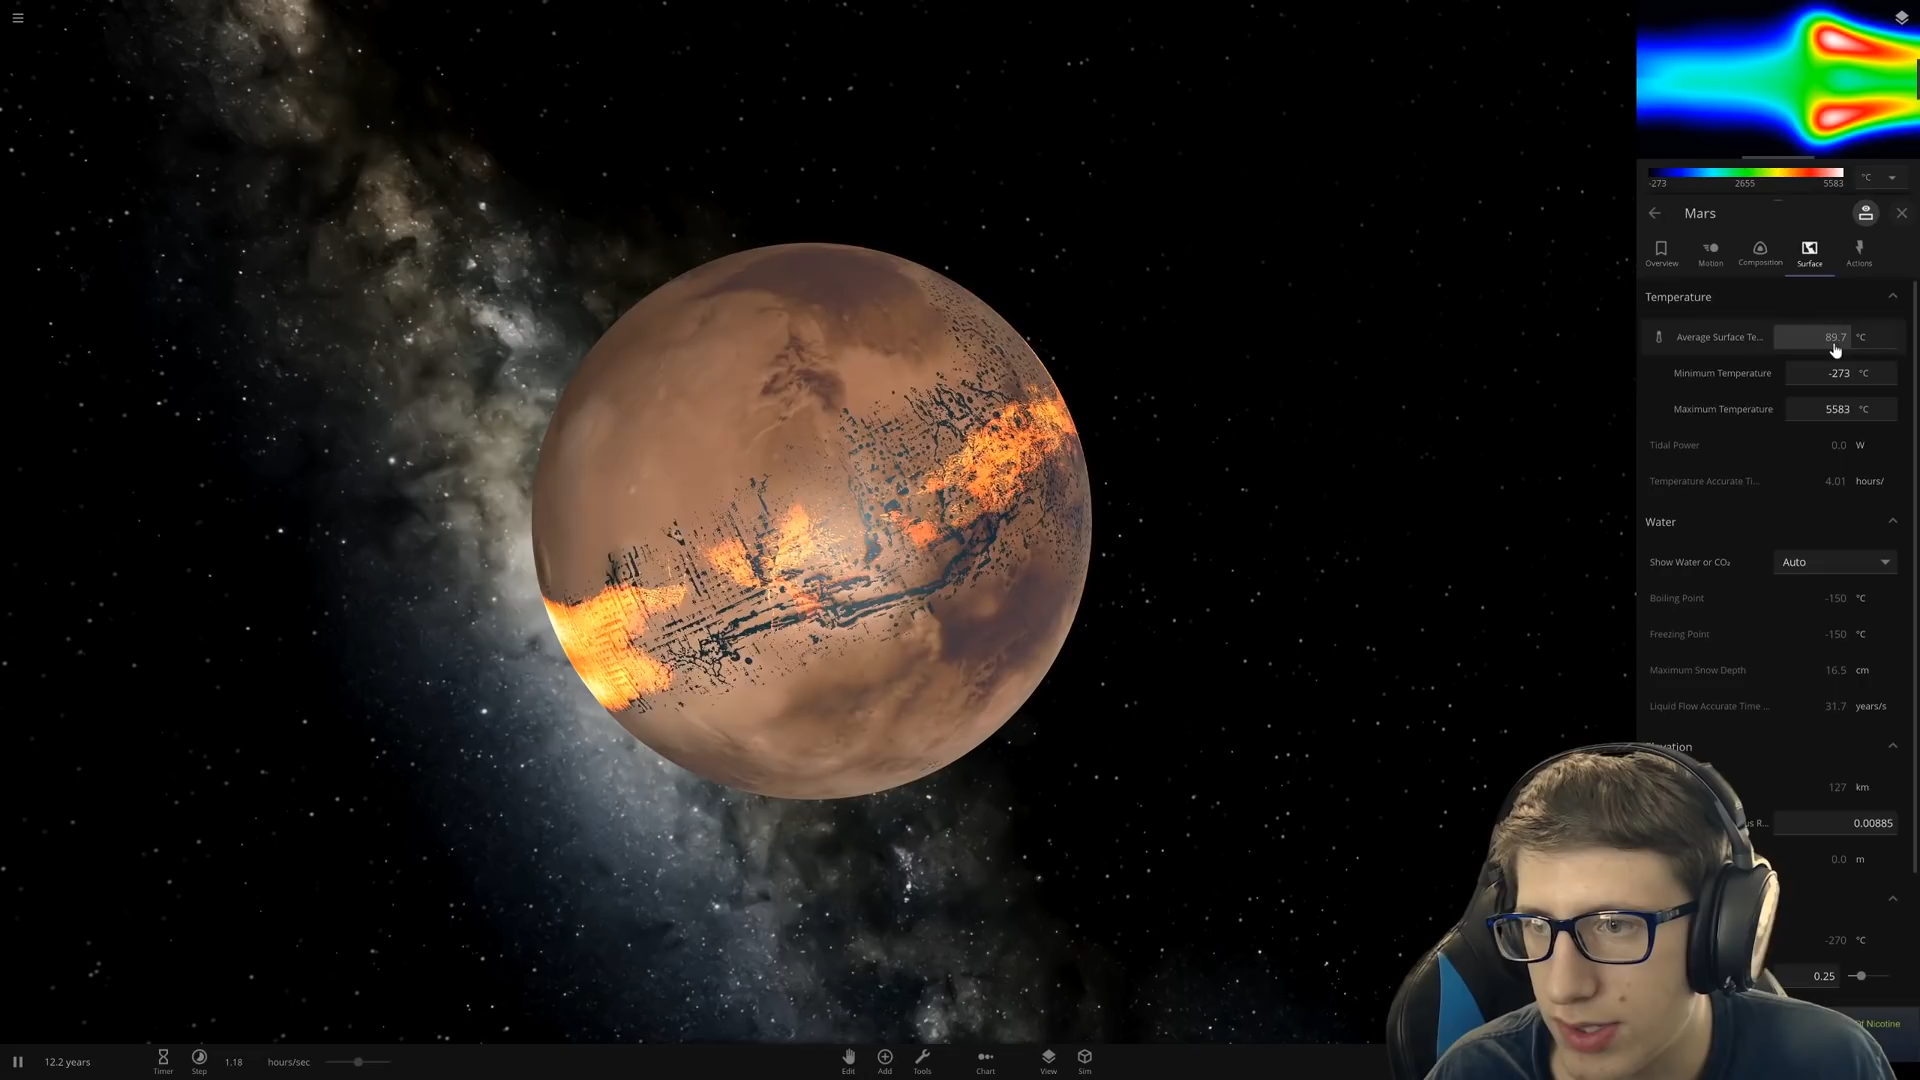 -273 2655 5583 °C
Mars
Overview Motion Composition Surface Actions
Temperature
Average Surface Te... 89.7 °C
Minimum Temperature -273 °C
Maximum Temperature 5583 °C
Tidal Power 0.0 W
Temperature Accurate Ti... 4.01 hours/
Water
Show Water or CO₂ Auto
Boiling Point -150 °C
Freezing Point -150 °C
Maximum Snow Depth 16.5 cm
Liquid Flow Accurate Time ... 31.7 years/s
127 km
0.00885
0.0 m
-270 °C
0.25
Nicotine
12.2 years Timer Step 1.18 hours/sec Edit Add Tools Chart View Sim